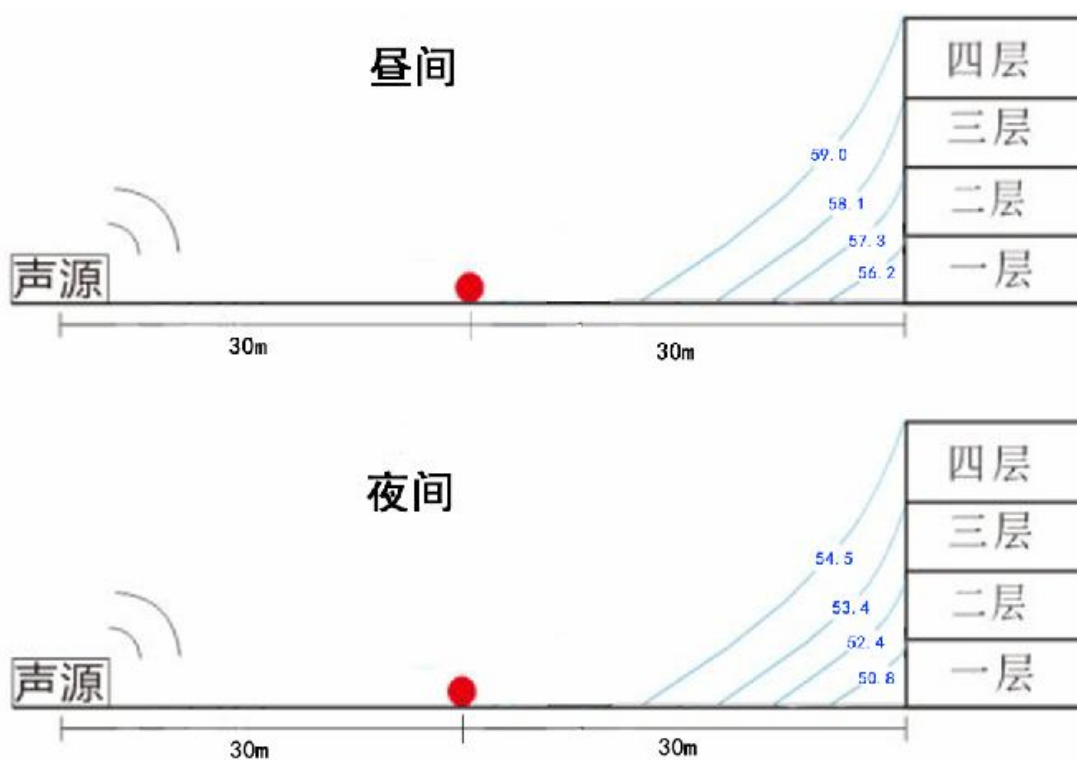 昼间
四层
59.0
三层
58.1
二层
57.3
一层
56.2
声源
30m
30m
夜间
四层
54.5
三层
53.4
二层
52.4
一层
50.8
声源
30m
30m